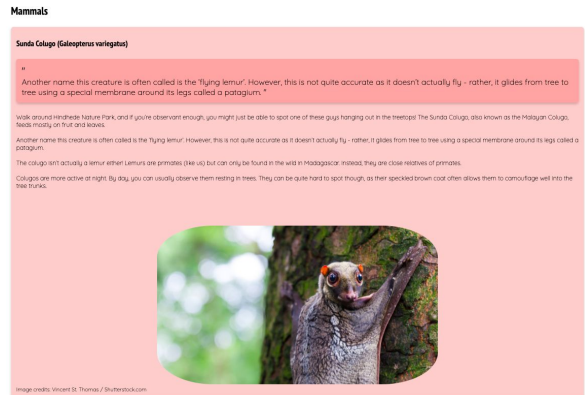 Mammals
Sunda Colugo (Galeopterus variegatus)
"
Another name this creature is often called is the 'flying lemur'. However, this is not quite accurate as it doesn't actually fly - rather, it glides from tree to
tree using a special membrane around its legs called a patagium. "
Walk around Hindhede Nature Park, and if you're observant enough, you might just be able to spot one of these guys hanging out in the treetops! The Sunda Colugo, also known as the Malayan Colugo,
feeds mostly on fruit and leaves.
Another name this creature is often called is the 'flying lemur'. However, this is not quite accurate as it doesn't actually fly - rather, it glides from tree to tree using a special membrane around its legs called a
patagium.
The colugo isn't actually a lemur either! Lemurs are primates (like us) but can only be found in the wild in Madagascar. Instead, they are close relatives of primates.
Colugos are more active at night. By day, you can usually observe them resting in trees. They can be quite hard to spot though, as their speckled brown coat often allows them to camouflage well into the
tree trunks.
Image credits: Vincent St. Thomas / Shutterstock.com